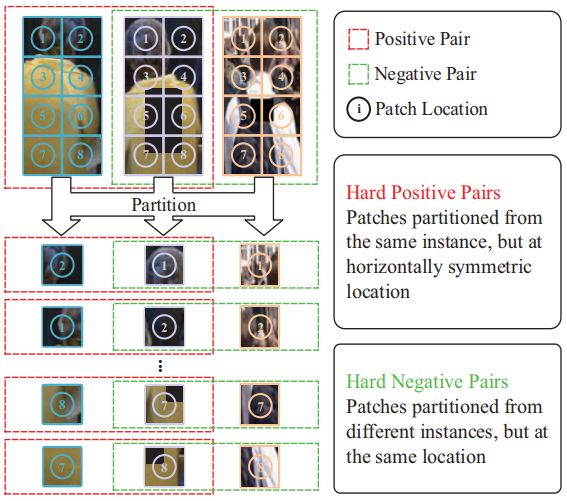 1 2 1 2 1 2
3 4 3 4 3 4
5 6 5 6 5 6
7 8 7 8 7 8
Partition
2 1 1
1 2 2
⋮
8 7 7
7 8 8
Positive Pair
Negative Pair
i Patch Location
Hard Positive Pairs
Patches partitioned from
the same instance, but at
horizontally symmetric
location
Hard Negative Pairs
Patches partitioned from
different instances, but at
the same location